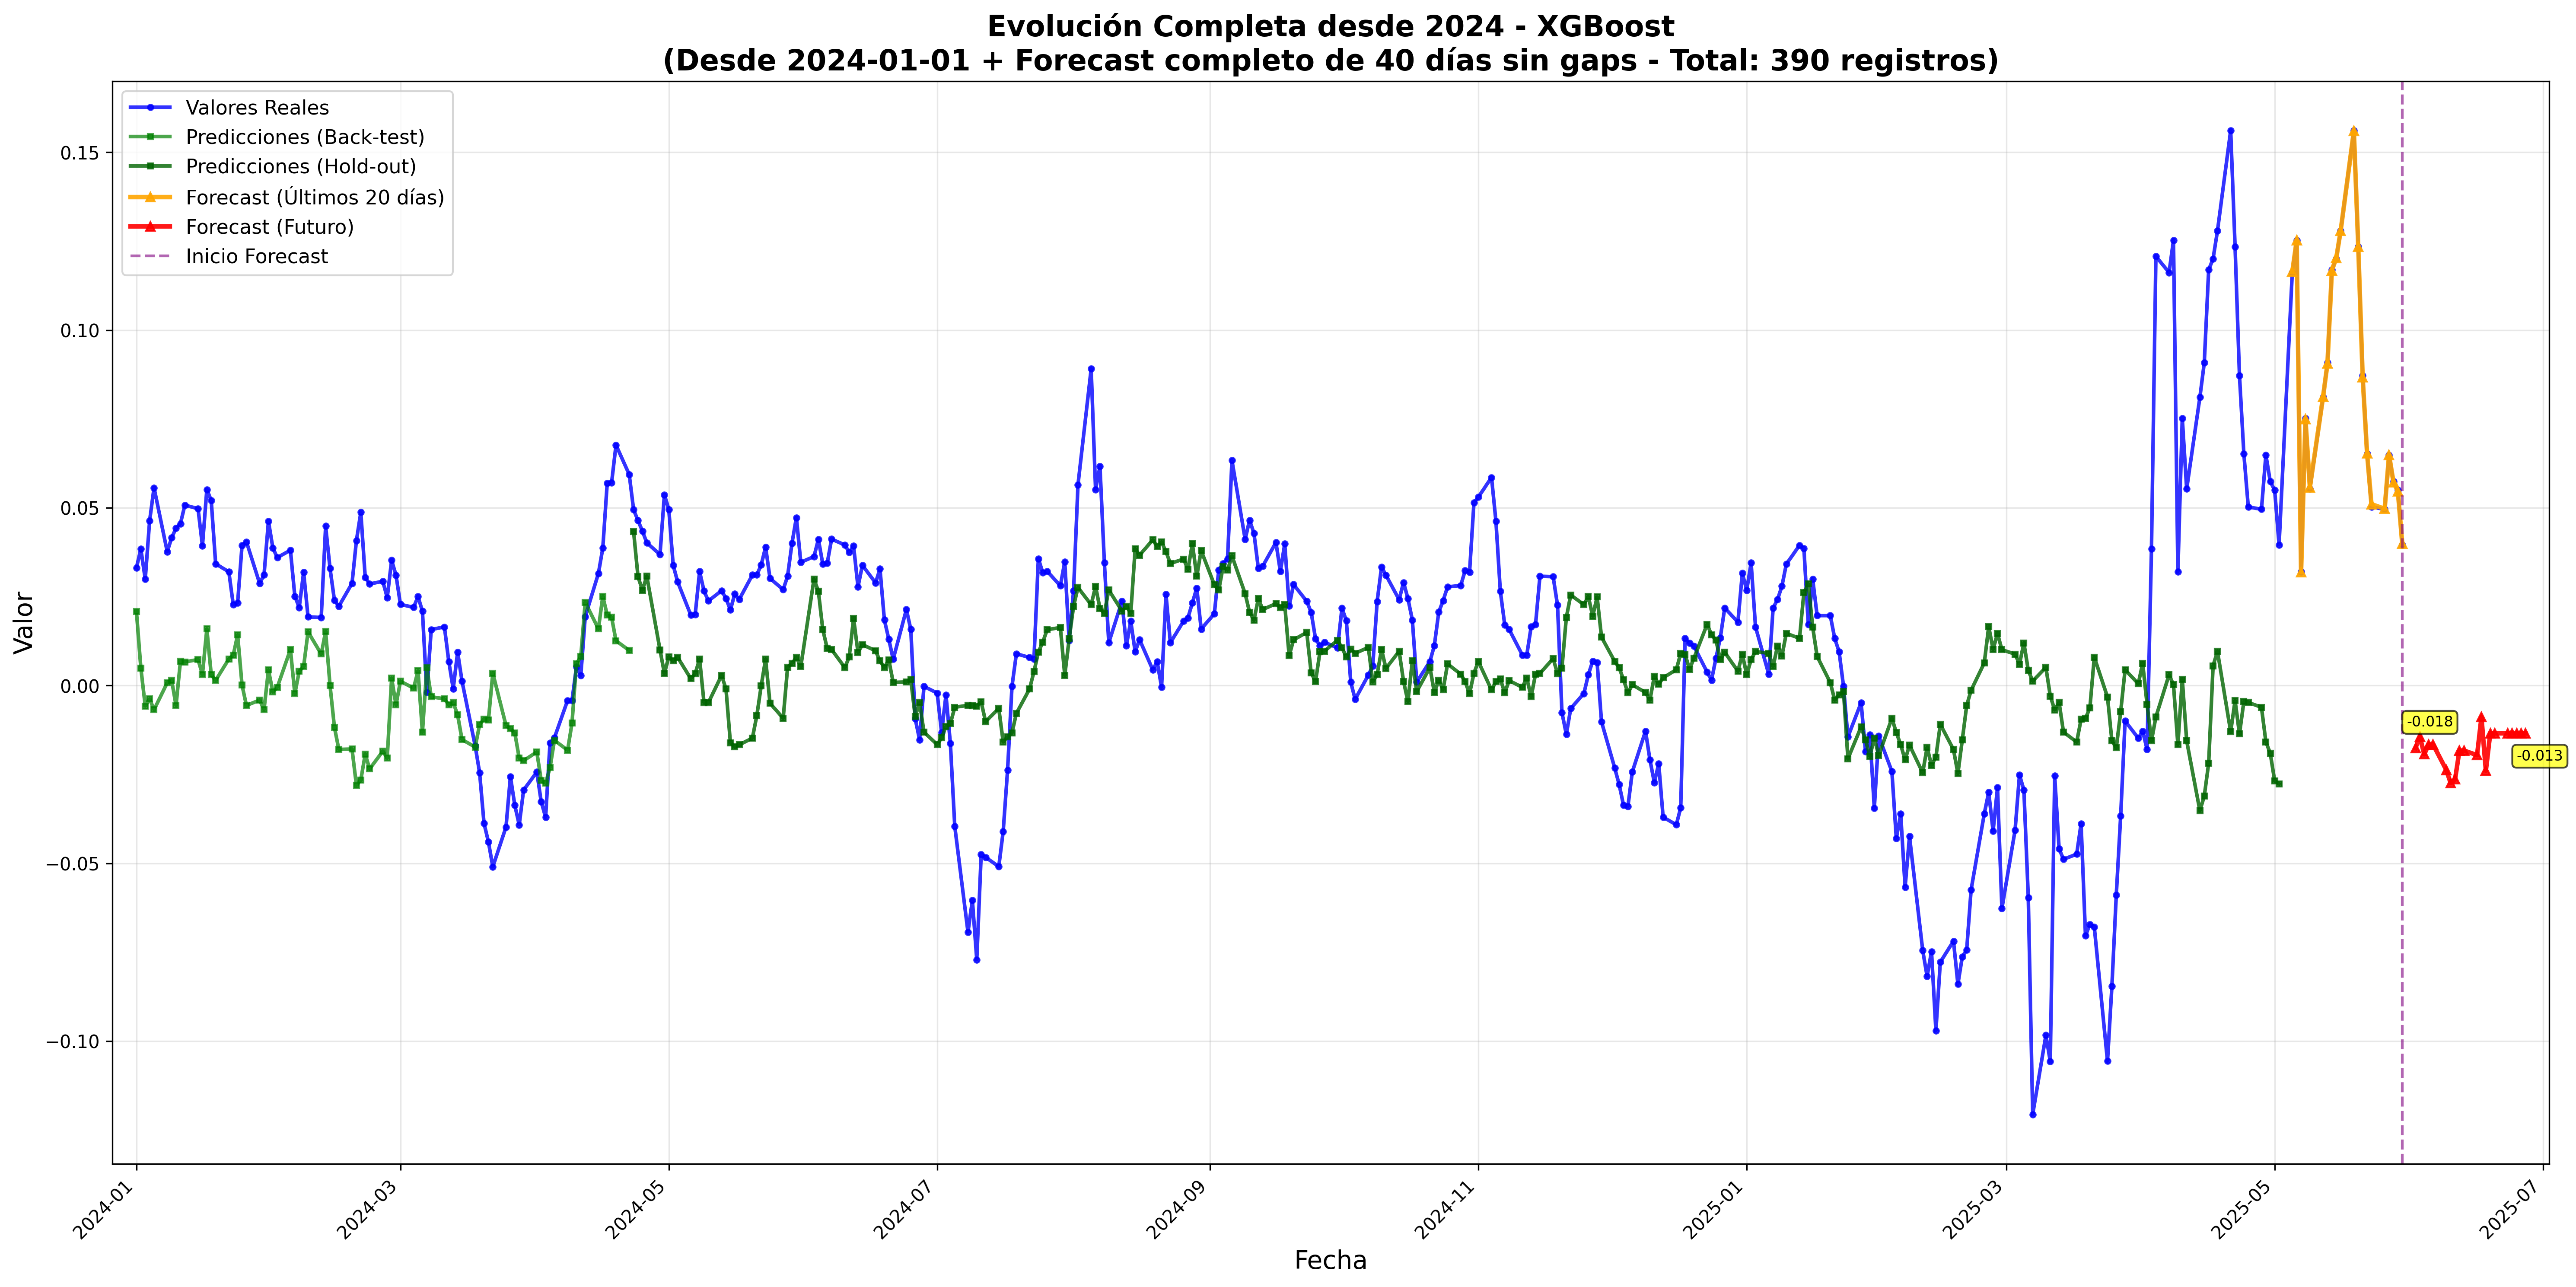 Evolución Completa desde 2024 - XGBoost
(Desde 2024-01-01 + Forecast completo de 40 días sin gaps - Total: 390 registros)
Valores Reales
Predicciones (Back-test)
Predicciones (Hold-out)
Forecast (Últimos 20 días)
Forecast (Futuro)
Inicio Forecast
Valor
0.15
0.10
0.05
0.00
−0.05
−0.10
-0.018
-0.013
2024-01
2024-03
2024-05
2024-07
2024-09
2024-11
2025-01
2025-03
2025-05
2025-07
Fecha